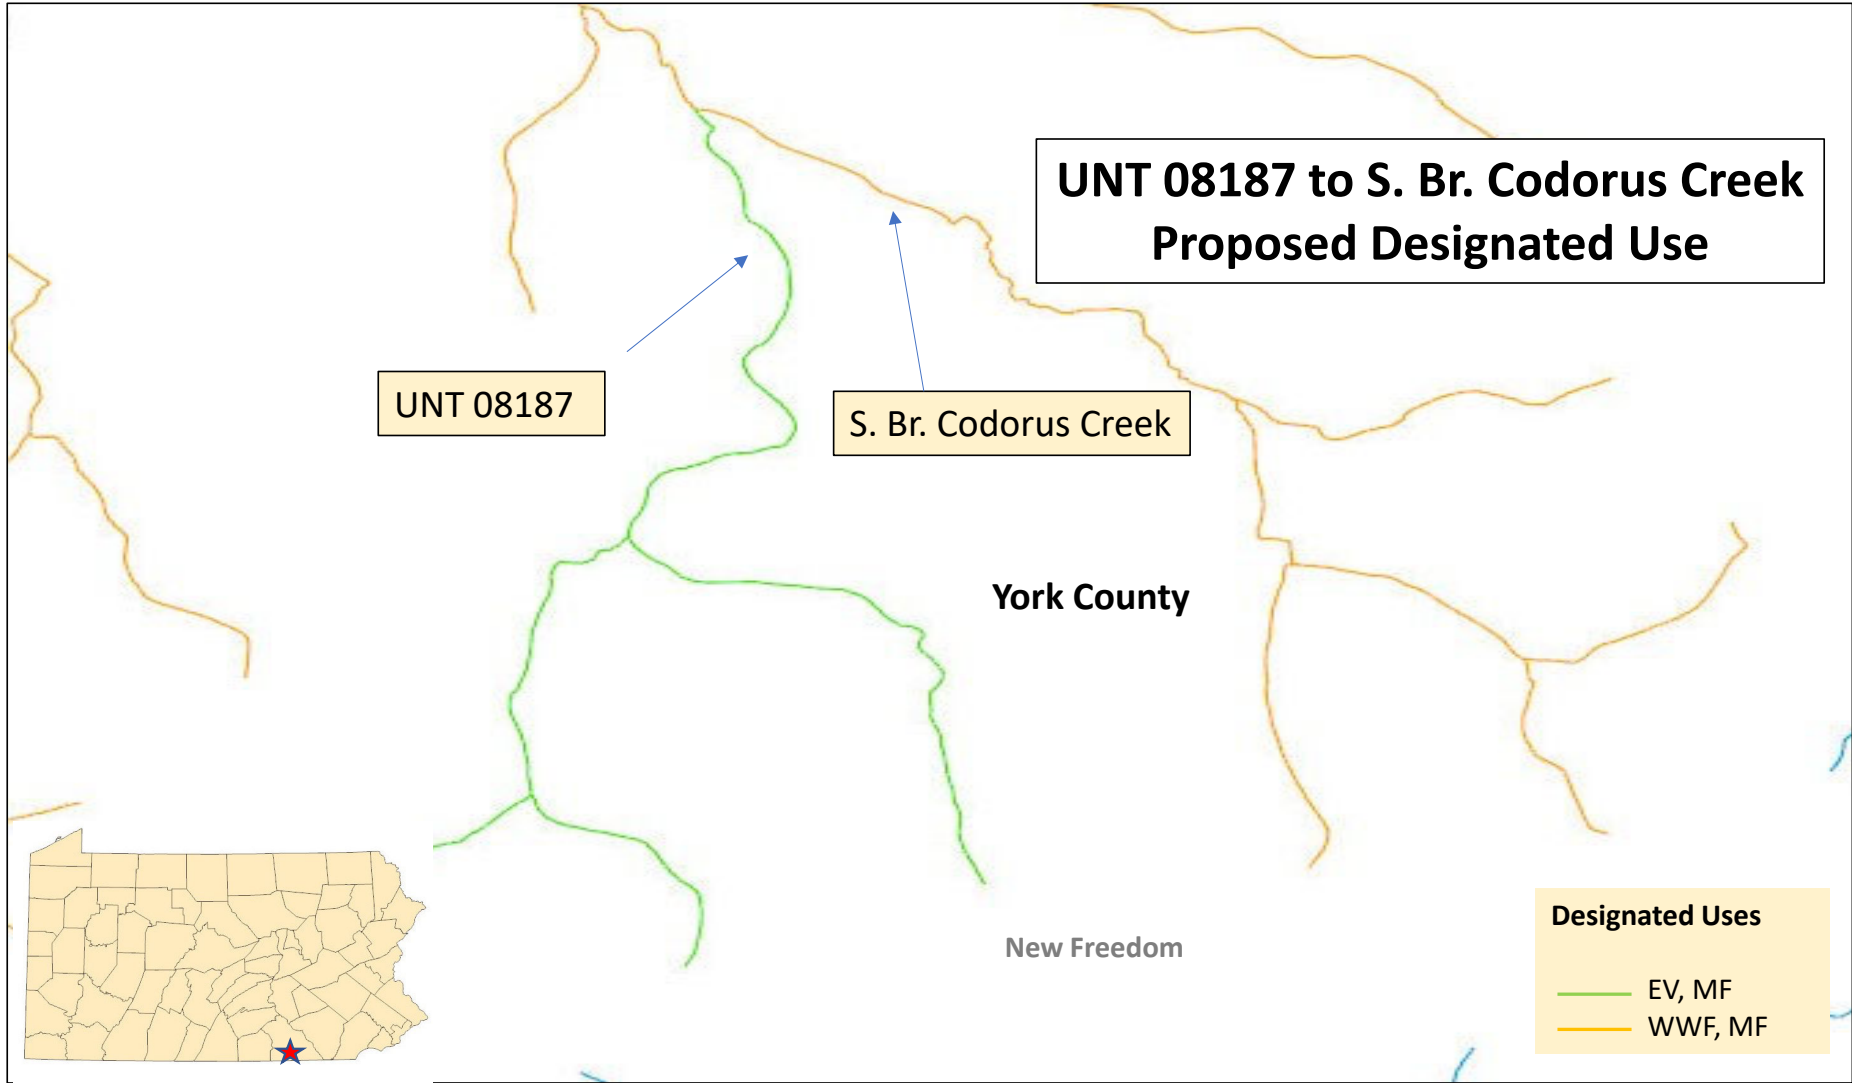 UNT 08187 to S. Br. Codorus Creek
Proposed Designated Use
UNT 08187
S. Br. Codorus Creek
York County
New Freedom
Designated Uses
EV, MF
WWF, MF